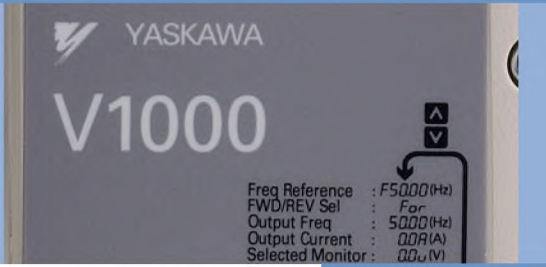 YASKAWA
V1000
Freq Reference : F50.00(Hz)
FWD/REV Sel : For
Output Freq : 50.00(Hz)
Output Current : 0.0A(A)
Selected Monitor : 0.0u(V)